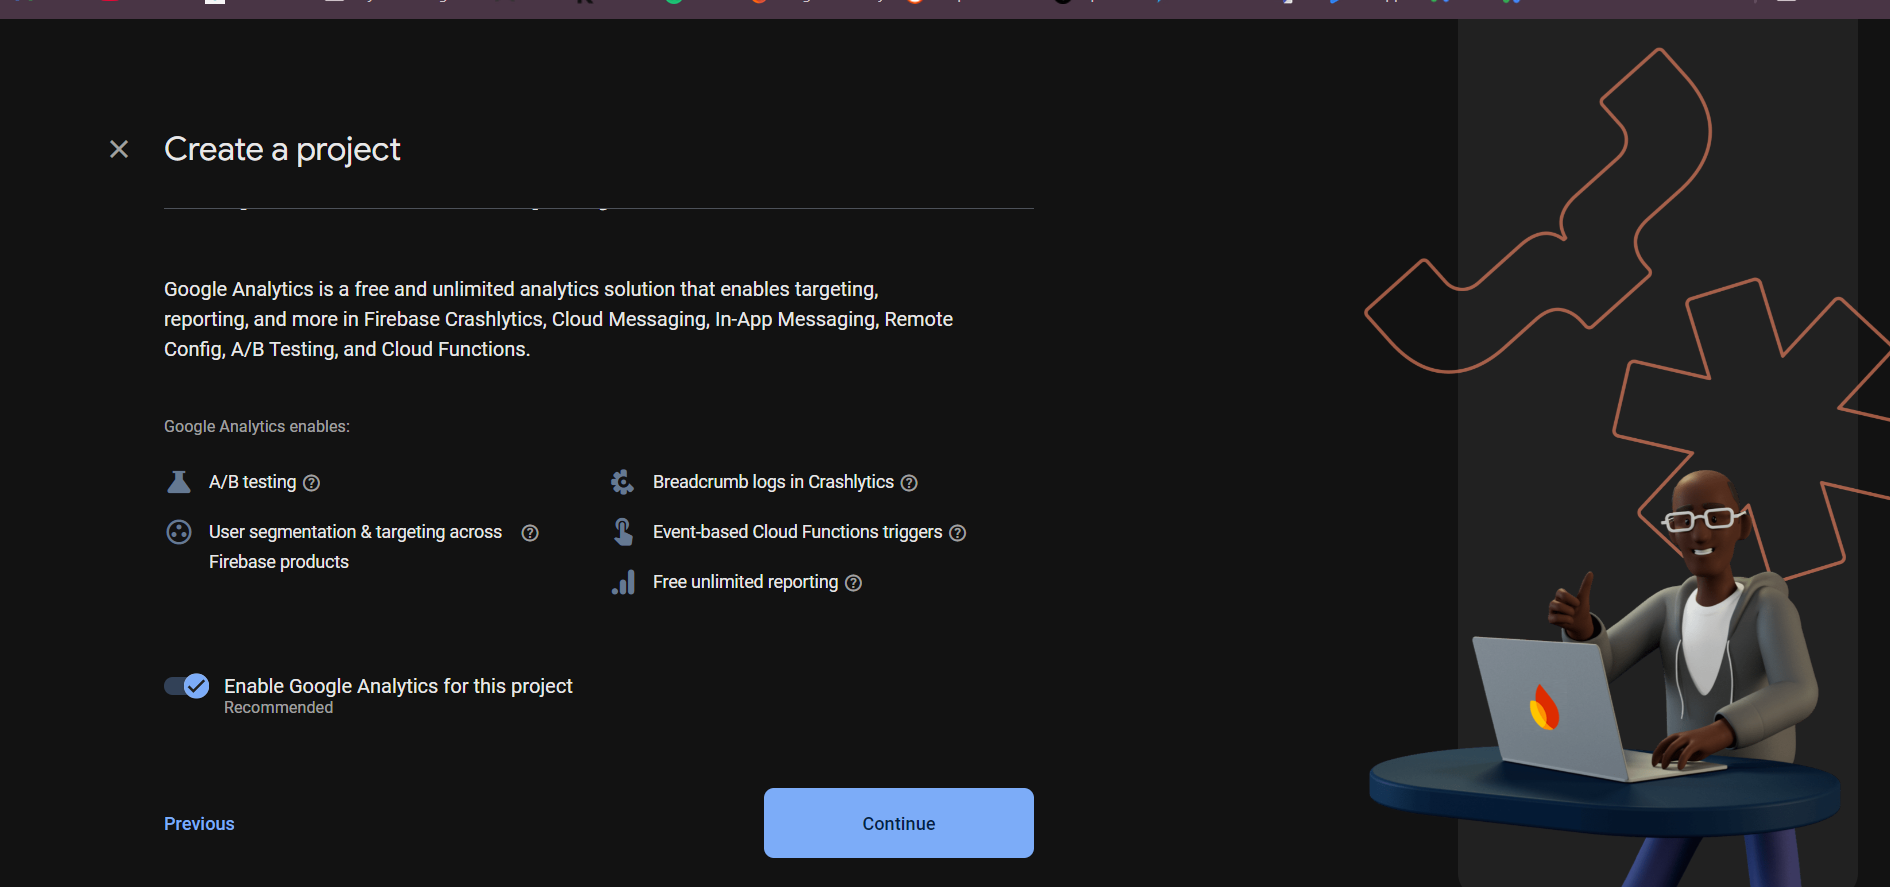 Create a project
Google Analytics is a free and unlimited analytics solution that enables targeting,
reporting, and more in Firebase Crashlytics, Cloud Messaging, In-App Messaging, Remote
Config, A/B Testing, and Cloud Functions.
Google Analytics enables:
A/B testing
Breadcrumb logs in Crashlytics
User segmentation & targeting across
Firebase products
Event-based Cloud Functions triggers
Free unlimited reporting
Enable Google Analytics for this project
Recommended
Previous
Continue